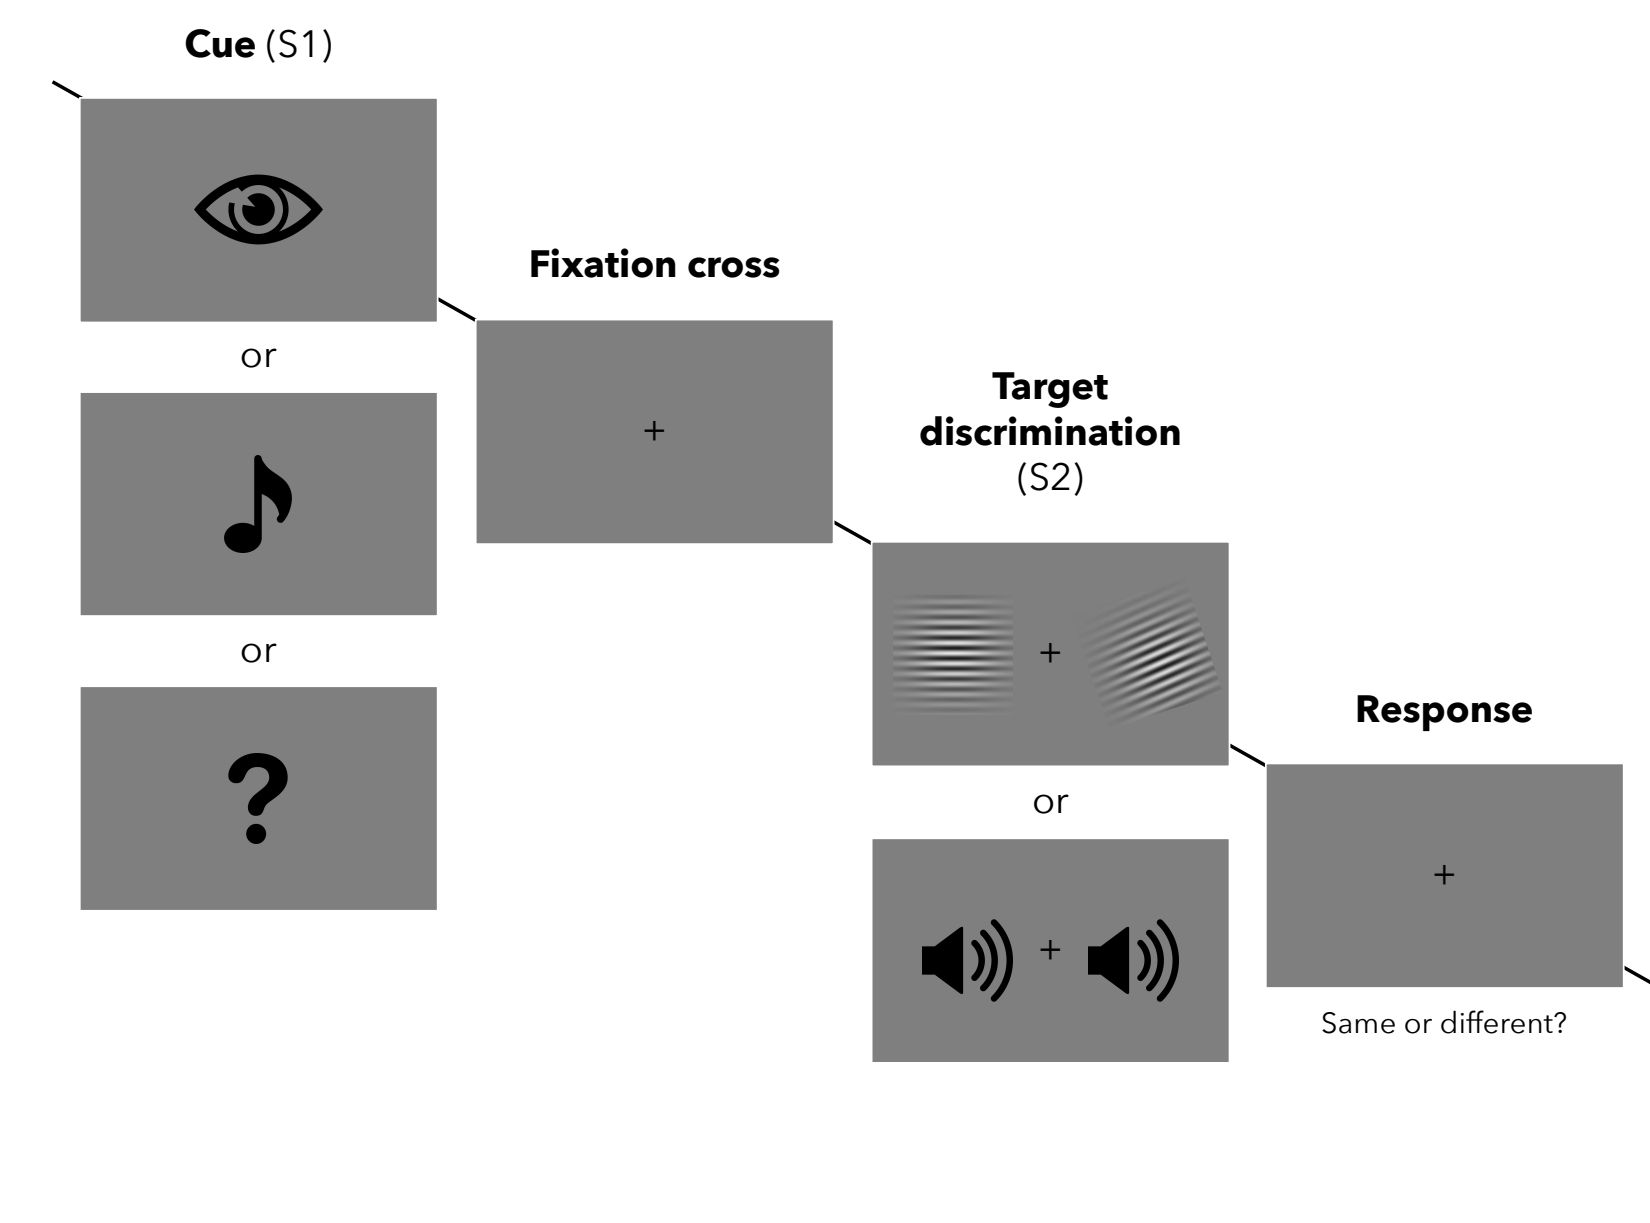 Cue (S1)
or
or
?
Fixation cross
+
Target
discrimination
(S2)
+
or
+
Response
+
Same or different?